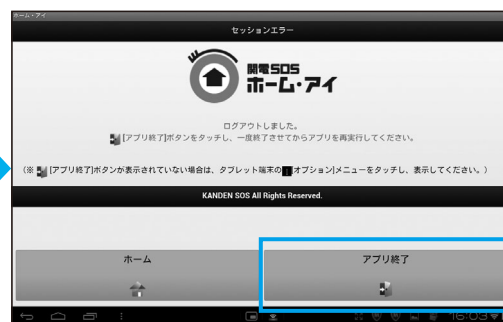 ホーム・アイ
セッションエラー
関電SOS
ホーム・アイ
ログアウトしました。
[アプリ終了]ボタンをタッチし、一度終了させてからアプリを再実行してください。
(※ [アプリ終了]ボタンが表示されていない場合は、タブレット端末の[オプション]メニューをタッチし、表示してください。)
KANDEN SOS All Rights Reserved.
ホーム
アプリ終了
16:03